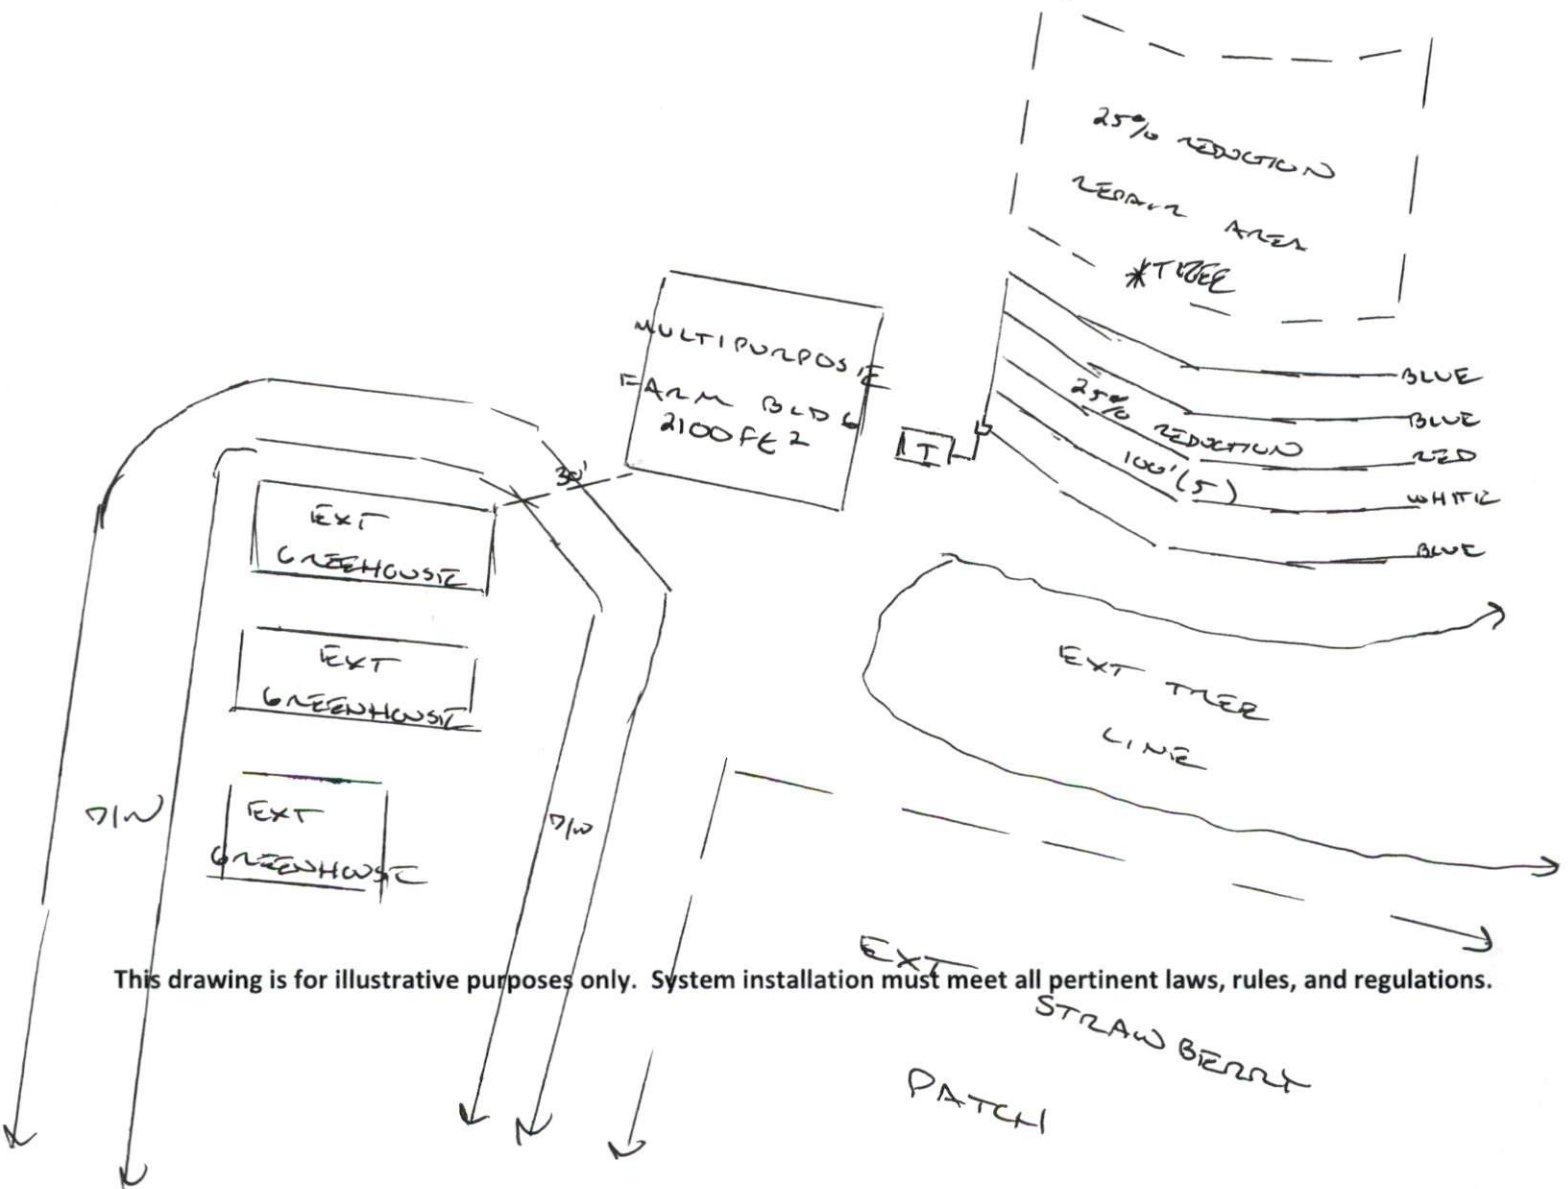 25% REDUCTION
REPAIR AREA
*TREE
MULTIPURPOSE
FARM BLDG
2100 FT2
T
BLUE
BLUE
25% REDUCTION
RED
100' (5)
WHITE
BLUE
30'
EXT
GREEHOUSE
EXT
GREENHOUSE
EXT
GREENHOUSE
D/W
D/W
EXT TREE
LINE
EXT
This drawing is for illustrative purposes only. System installation must meet all pertinent laws, rules, and regulations.
STRAWBERRY
PATCH